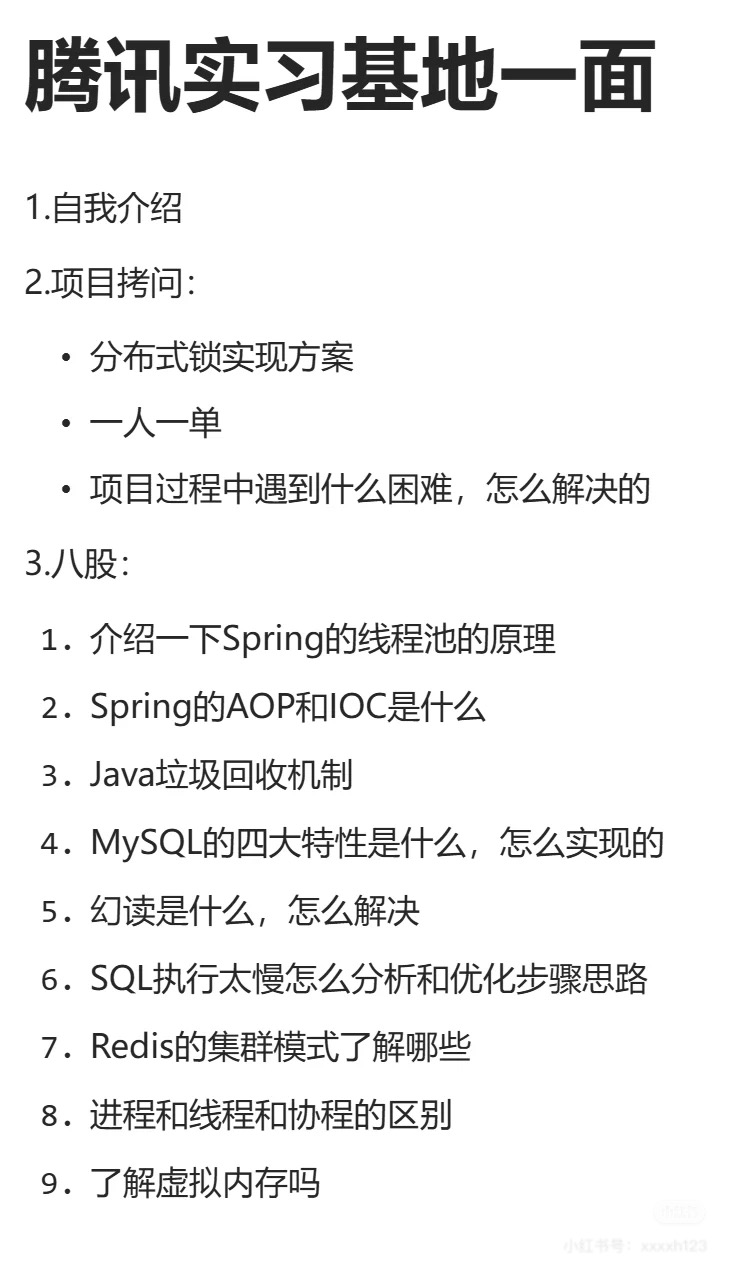 腾讯实习基地一面
1.自我介绍
2.项目拷问：
• 分布式锁实现方案
• 一人一单
• 项目过程中遇到什么困难，怎么解决的
3.八股：
1. 介绍一下Spring的线程池的原理
2. Spring的AOP和IOC是什么
3. Java垃圾回收机制
4. MySQL的四大特性是什么，怎么实现的
5. 幻读是什么，怎么解决
6. SQL执行太慢怎么分析和优化步骤思路
7. Redis的集群模式了解哪些
8. 进程和线程和协程的区别
9. 了解虚拟内存吗
小红书号：xxxxh123